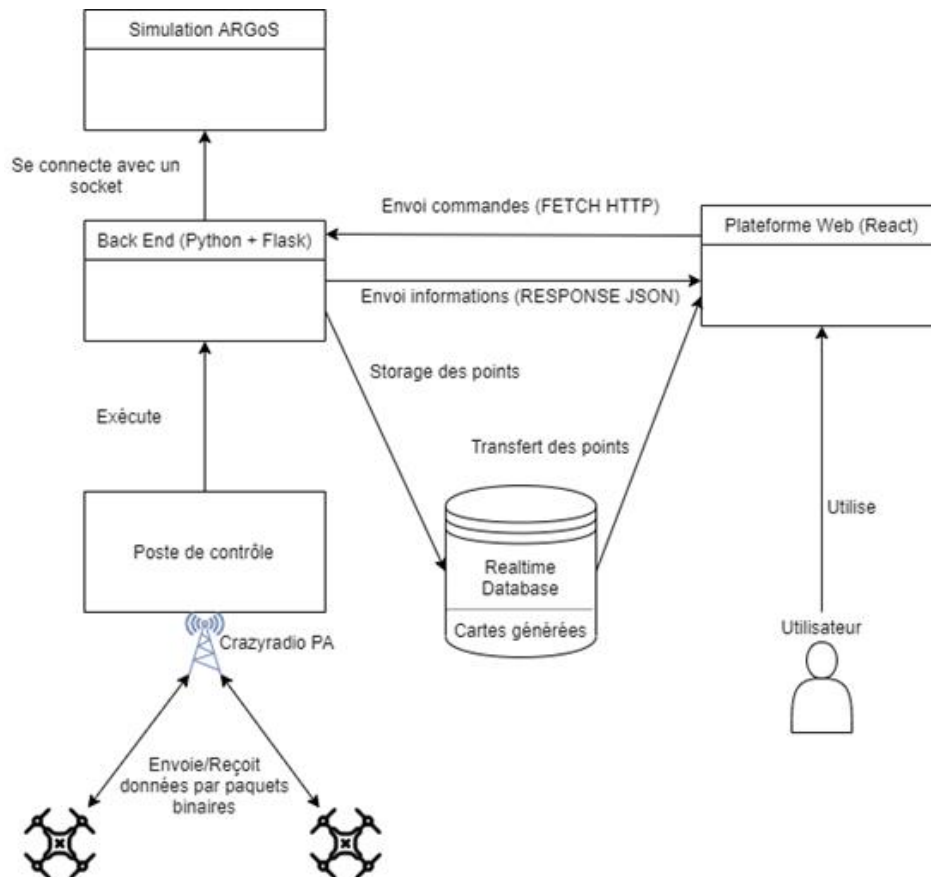 Simulation ARGoS
Se connecte avec un
socket
Envoi commandes (FETCH HTTP)
Back End (Python + Flask)
Plateforme Web (React)
Envoi informations (RESPONSE JSON)
Storage des points
Exécute
Transfert des points
Utilise
Poste de contrôle
Realtime
Database
Cartes générées
Utilisateur
Crazyradio PA
Envoie/Reçoit
données par paquets
binaires